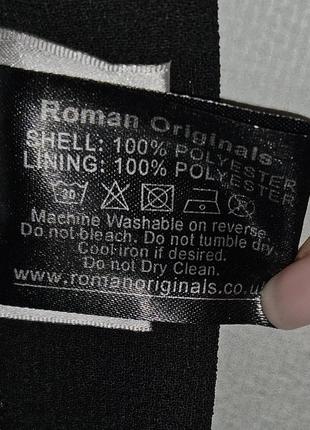 Roman Originals
SHELL: 100% POLYESTER
LINING: 100% POLYESTER
30
Machine Washable on reverse.
Do not bleach. Do not tumble dry.
Cool iron if desired.
Do not Dry Clean.
www.romanoriginals.co.u